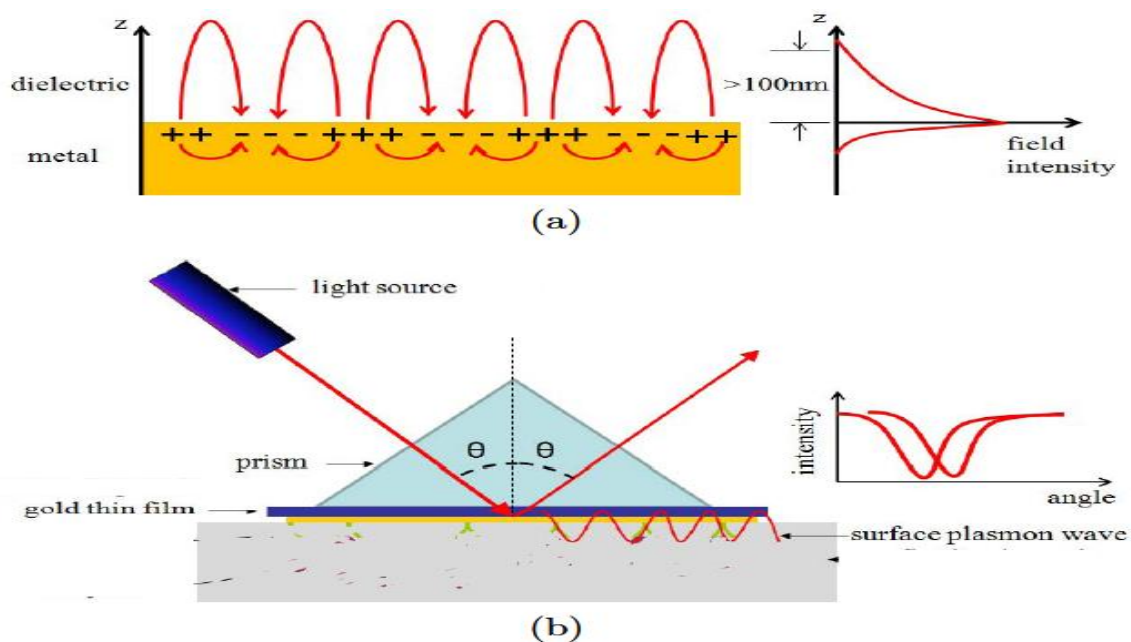 z
dielectric
metal
++ - - - +++ - - - +++ - - - ++
z
>100nm
field
intensity
(a)
light source
prism
θ θ
gold thin film
intensity
angle
surface plasmon wave
(b)